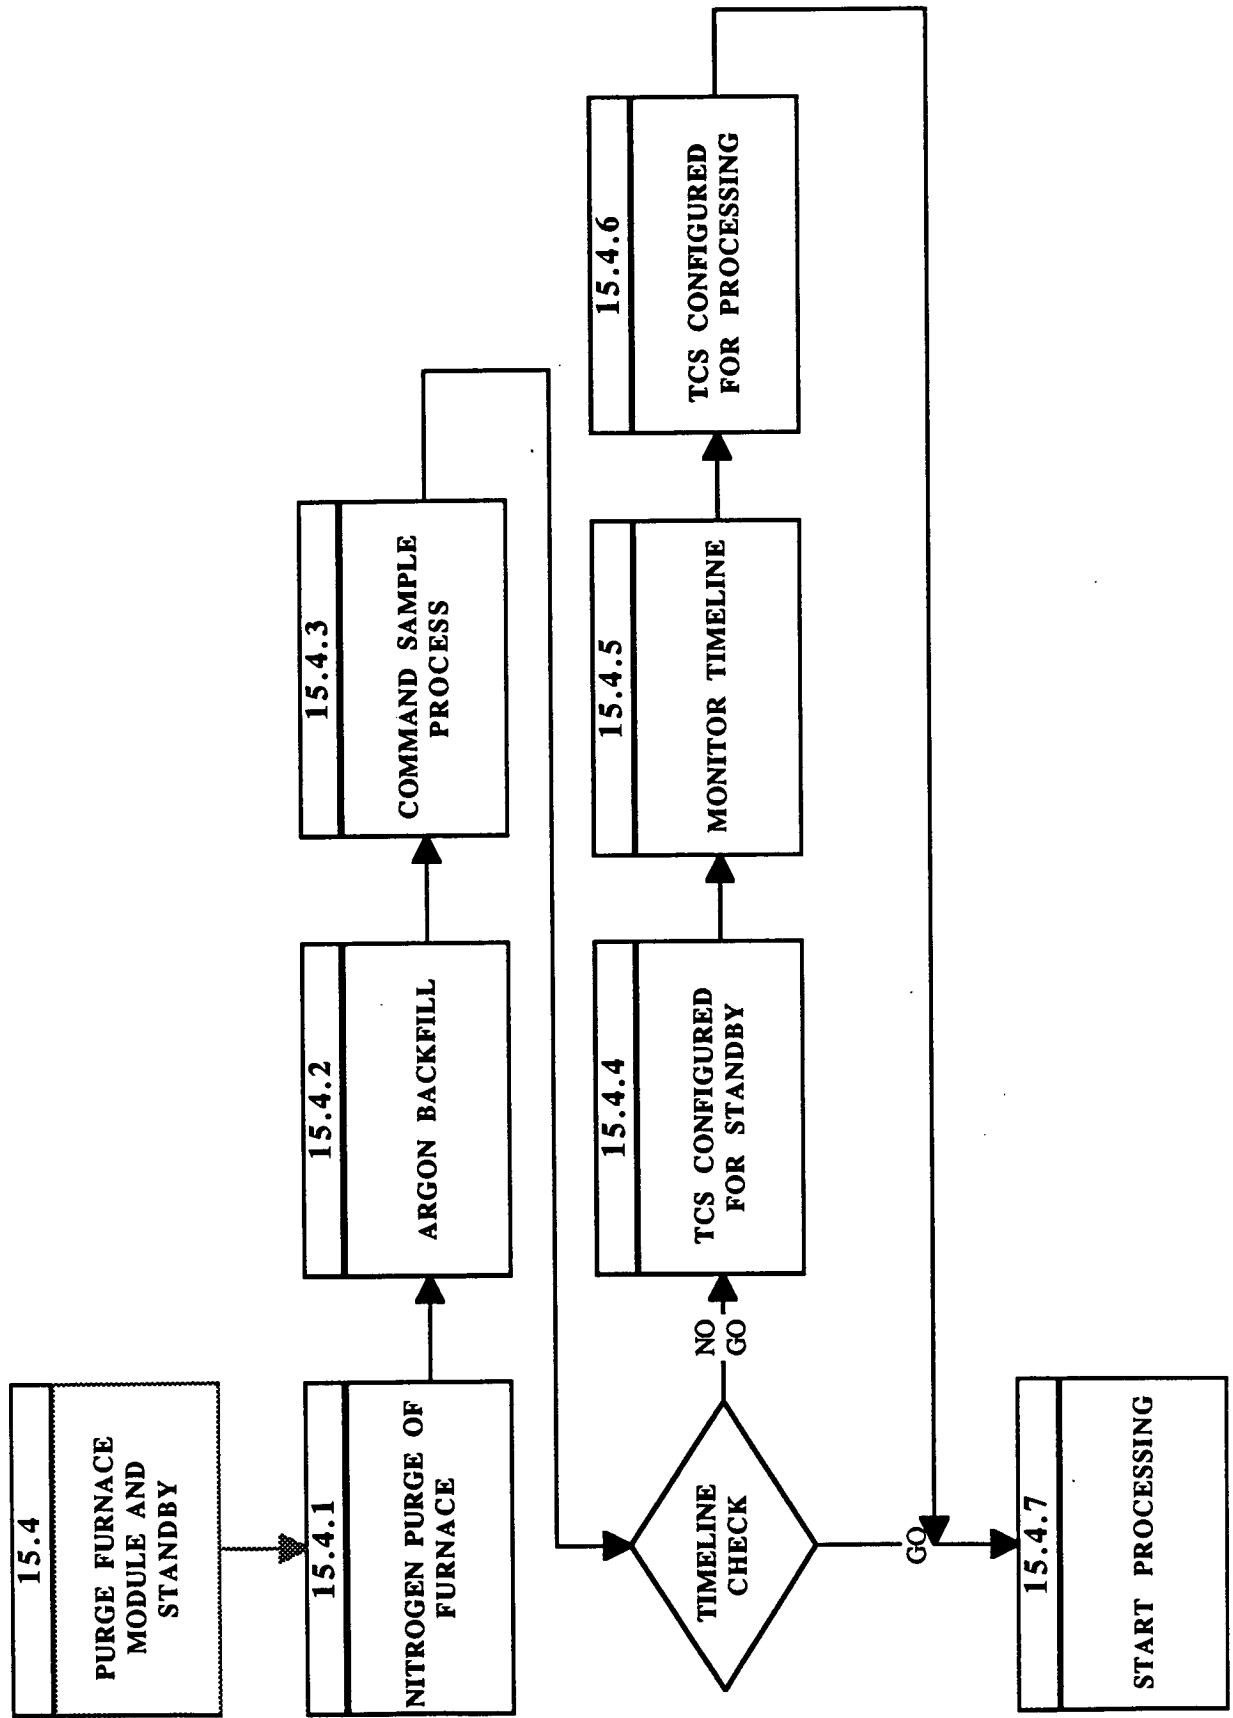 15.4
PURGE FURNACE
MODULE AND
STANDBY
15.4.1
NITROGEN PURGE OF
FURNACE
15.4.2
ARGON BACKFILL
15.4.3
COMMAND SAMPLE
PROCESS
TIMELINE
CHECK
NO
GO
15.4.4
TCS CONFIGURED
FOR STANDBY
15.4.5
MONITOR TIMELINE
15.4.6
TCS CONFIGURED
FOR PROCESSING
GO
15.4.7
START PROCESSING